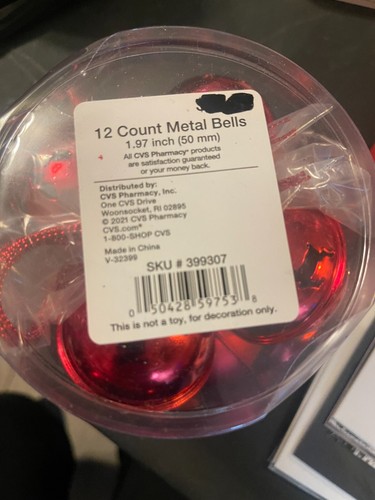 12 Count Metal Bells
1.97 inch (50 mm)
All CVS Pharmacy® products
are satisfaction guaranteed
or your money back.
Distributed by:
CVS Pharmacy, Inc.
One CVS Drive
Woonsocket, RI 02895
© 2021 CVS Pharmacy
CVS.com®
1-800-SHOP CVS
Made in China
V-32399
SKU # 399307
0 50428 59753 8
This is not a toy, for decoration only.